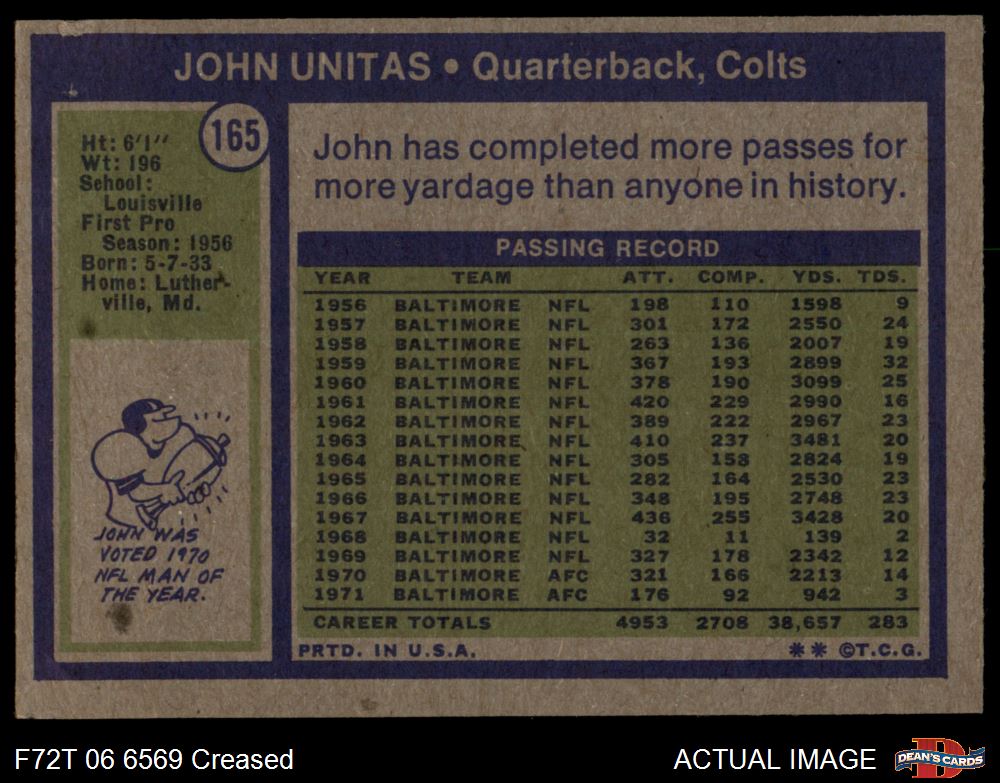 JOHN UNITAS • Quarterback, Colts
165
Ht: 6'1''
Wt: 196
School:
Louisville
First Pro
Season: 1956
Born: 5-7-33
Home: Luther-
ville, Md.
JOHN WAS
VOTED 1970
NFL MAN OF
THE YEAR.
John has completed more passes for
more yardage than anyone in history.
PASSING RECORD
YEAR TEAM ATT. COMP. YDS. TDS.
1956 BALTIMORE NFL 198 110 1598 9
1957 BALTIMORE NFL 301 172 2550 24
1958 BALTIMORE NFL 263 136 2007 19
1959 BALTIMORE NFL 367 193 2899 32
1960 BALTIMORE NFL 378 190 3099 25
1961 BALTIMORE NFL 420 229 2990 16
1962 BALTIMORE NFL 389 222 2967 23
1963 BALTIMORE NFL 410 237 3481 20
1964 BALTIMORE NFL 305 158 2824 19
1965 BALTIMORE NFL 282 164 2530 23
1966 BALTIMORE NFL 348 195 2748 23
1967 BALTIMORE NFL 436 255 3428 20
1968 BALTIMORE NFL 32 11 139 2
1969 BALTIMORE NFL 327 178 2342 12
1970 BALTIMORE AFC 321 166 2213 14
1971 BALTIMORE AFC 176 92 942 3
CAREER TOTALS 4953 2708 38,657 283
PRTD. IN U.S.A. ** ©T.C.G.
F72T 06 6569 Creased
ACTUAL IMAGE
D
DEAN'S CARDS